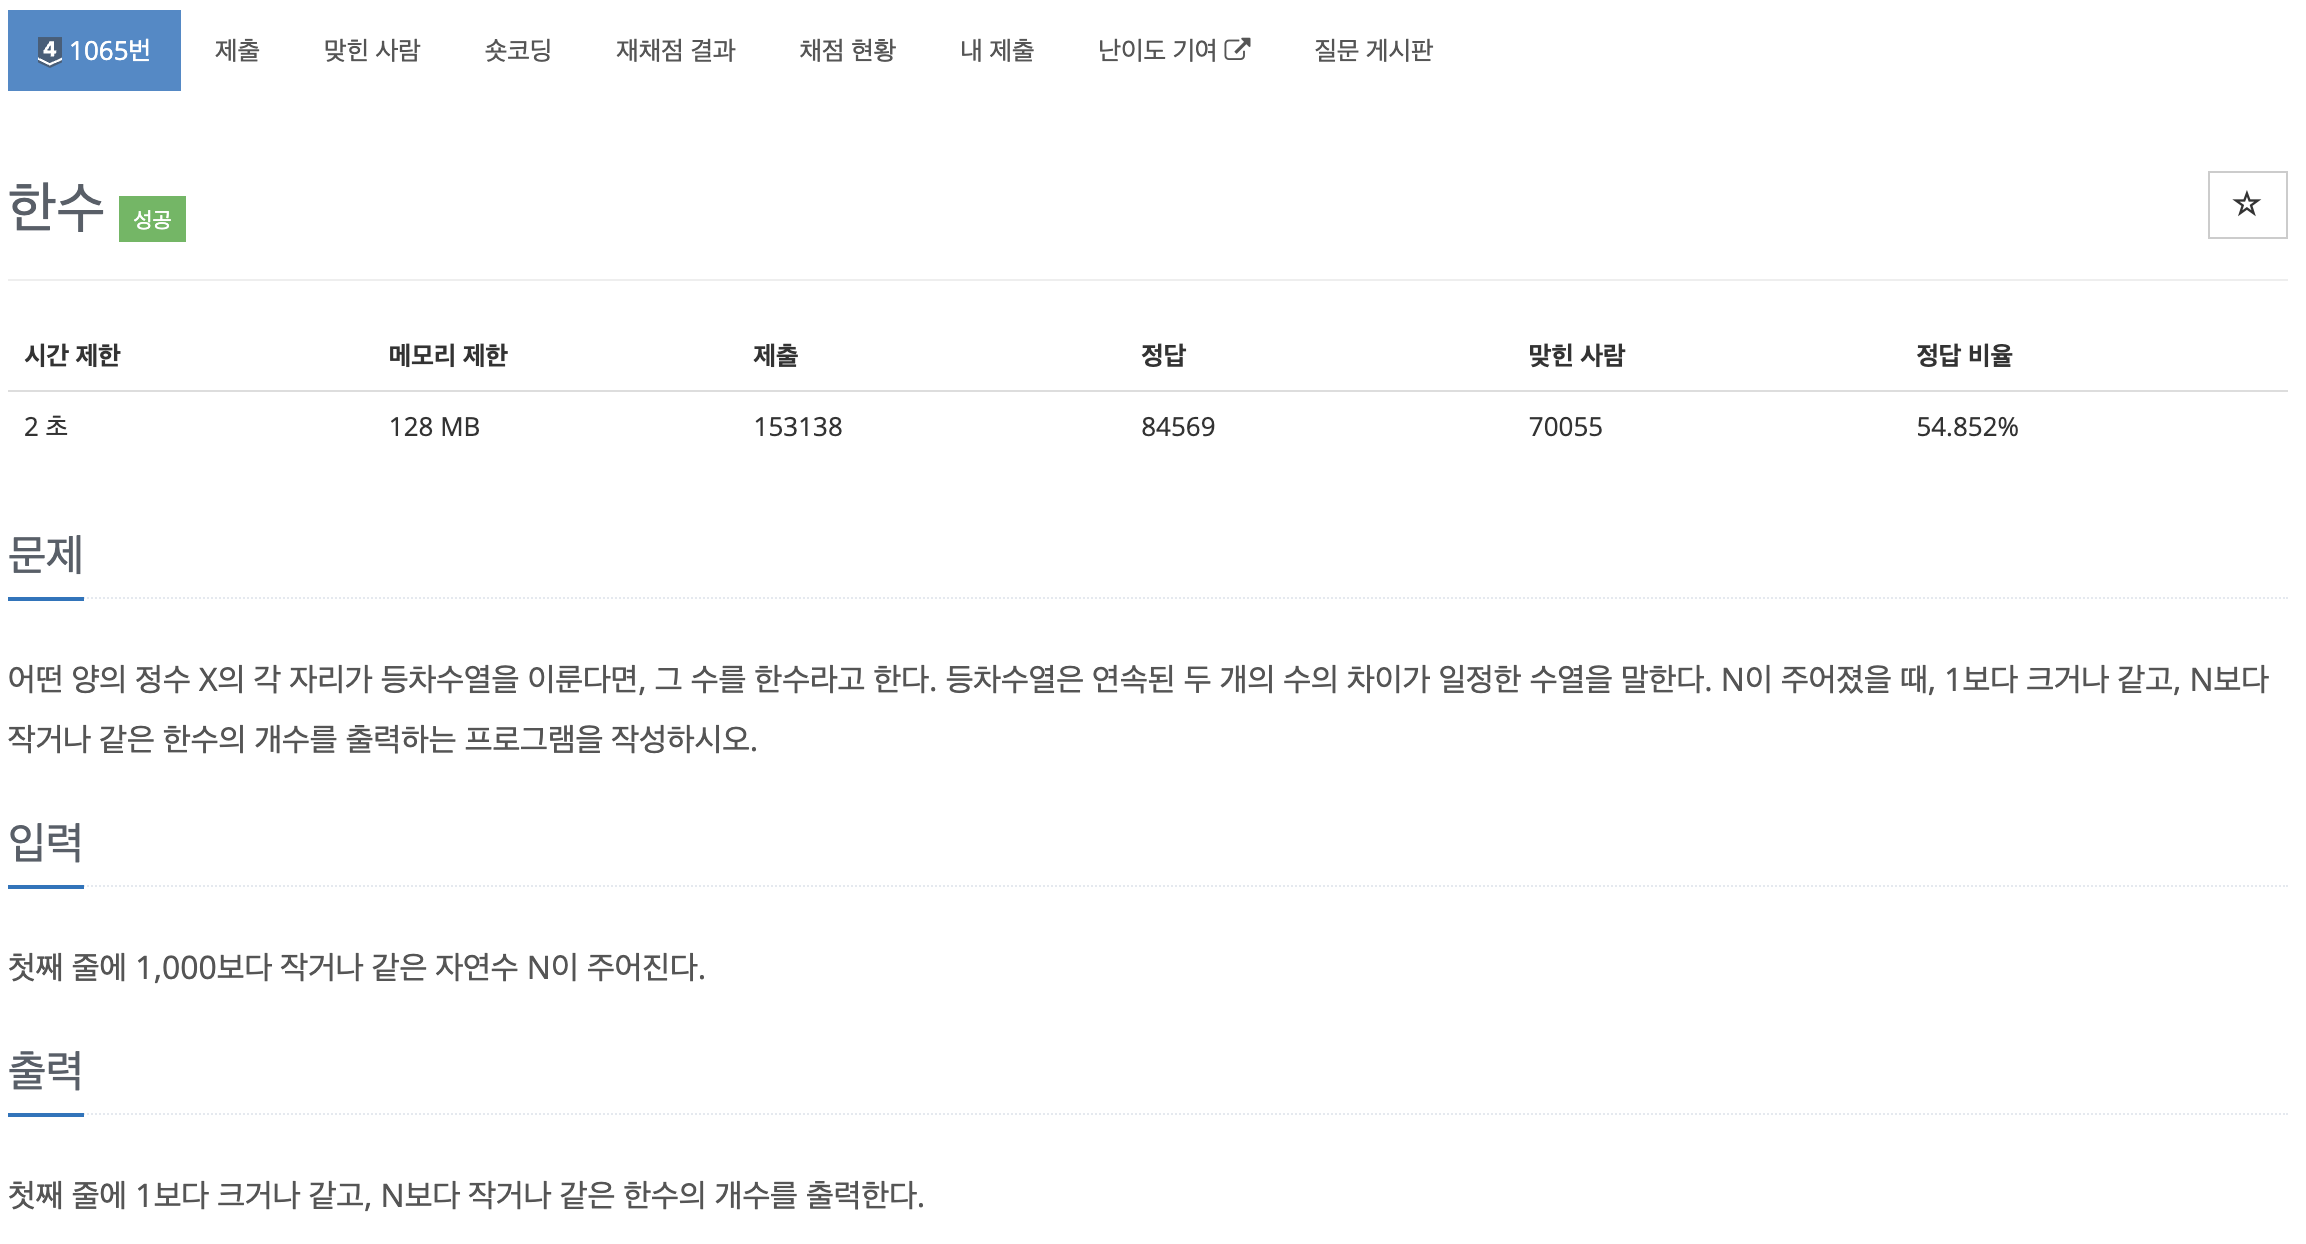 4 1065번 제출 맞힌 사람 숏코딩 재채점 결과 채점 현황 내 제출 난이도 기여 질문 게시판
한수 성공
시간 제한 메모리 제한 제출 정답 맞힌 사람 정답 비율
2 초 128 MB 153138 84569 70055 54.852%
문제
어떤 양의 정수 X의 각 자리가 등차수열을 이룬다면, 그 수를 한수라고 한다. 등차수열은 연속된 두 개의 수의 차이가 일정한 수열을 말한다. N이 주어졌을 때, 1보다 크거나 같고, N보다
작거나 같은 한수의 개수를 출력하는 프로그램을 작성하시오.
입력
첫째 줄에 1,000보다 작거나 같은 자연수 N이 주어진다.
출력
첫째 줄에 1보다 크거나 같고, N보다 작거나 같은 한수의 개수를 출력한다.